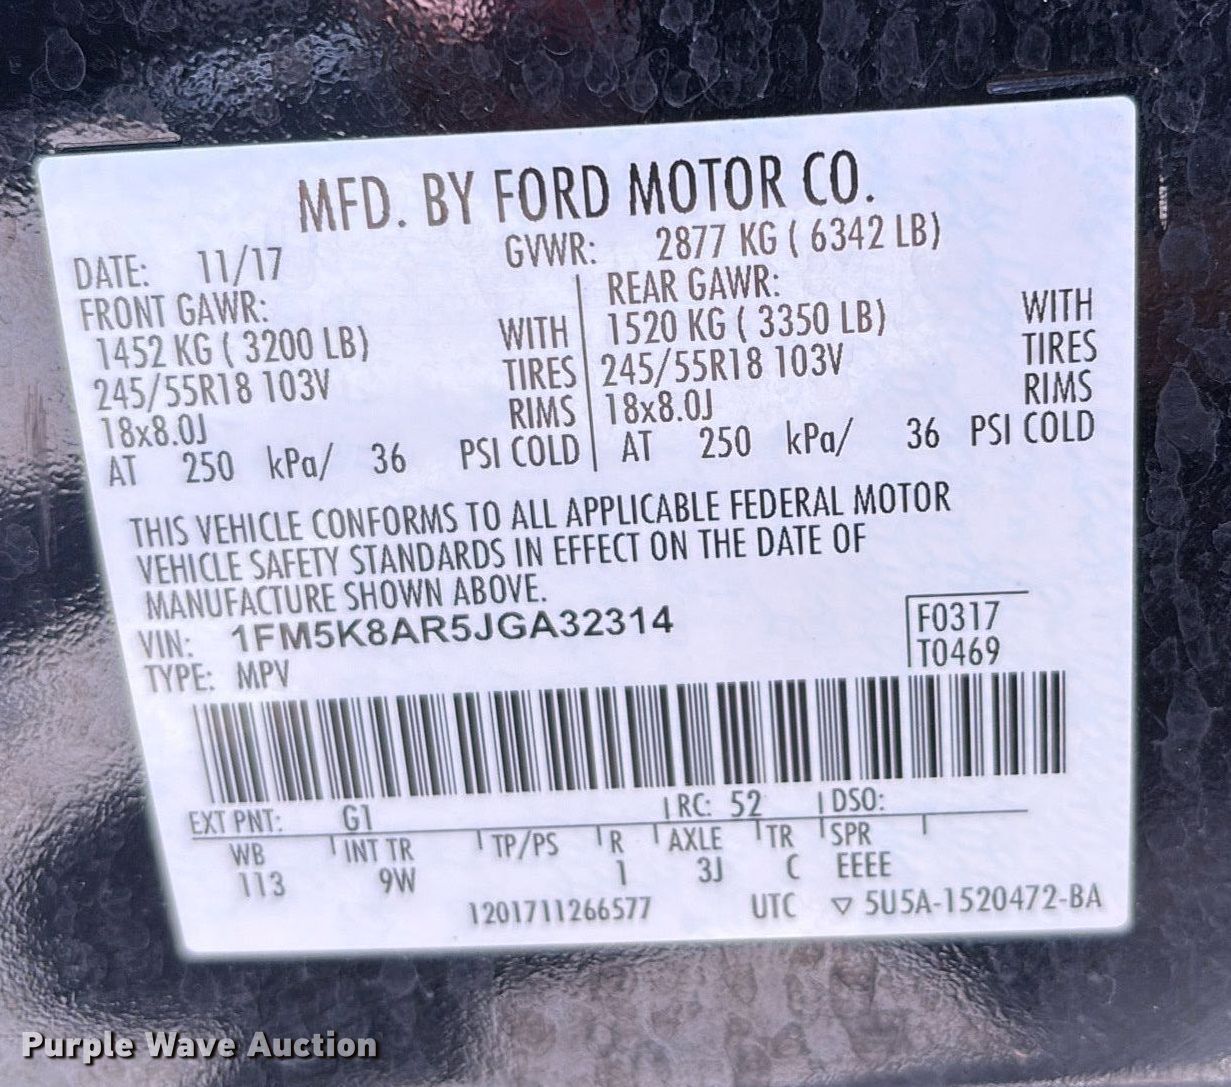 MFD. BY FORD MOTOR CO.
DATE: 11/17 GVWR: 2877 KG ( 6342 LB)
FRONT GAWR: REAR GAWR:
1452 KG ( 3200 LB) WITH 1520 KG ( 3350 LB) WITH
245/55R18 103V TIRES 245/55R18 103V TIRES
18x8.0J RIMS 18x8.0J RIMS
AT 250 kPa/ 36 PSI COLD AT 250 kPa/ 36 PSI COLD
THIS VEHICLE CONFORMS TO ALL APPLICABLE FEDERAL MOTOR
VEHICLE SAFETY STANDARDS IN EFFECT ON THE DATE OF
MANUFACTURE SHOWN ABOVE.
VIN: 1FM5K8AR5JGA32314 F0317
TYPE: MPV T0469
EXT PNT: G1 RC: 52 DSO:
WB INT TR TP/PS R AXLE TR SPR
113 9W 1 3J C EEEE
1201711266577 UTC ▽ 5U5A-1520472-BA
Purple Wave Auction